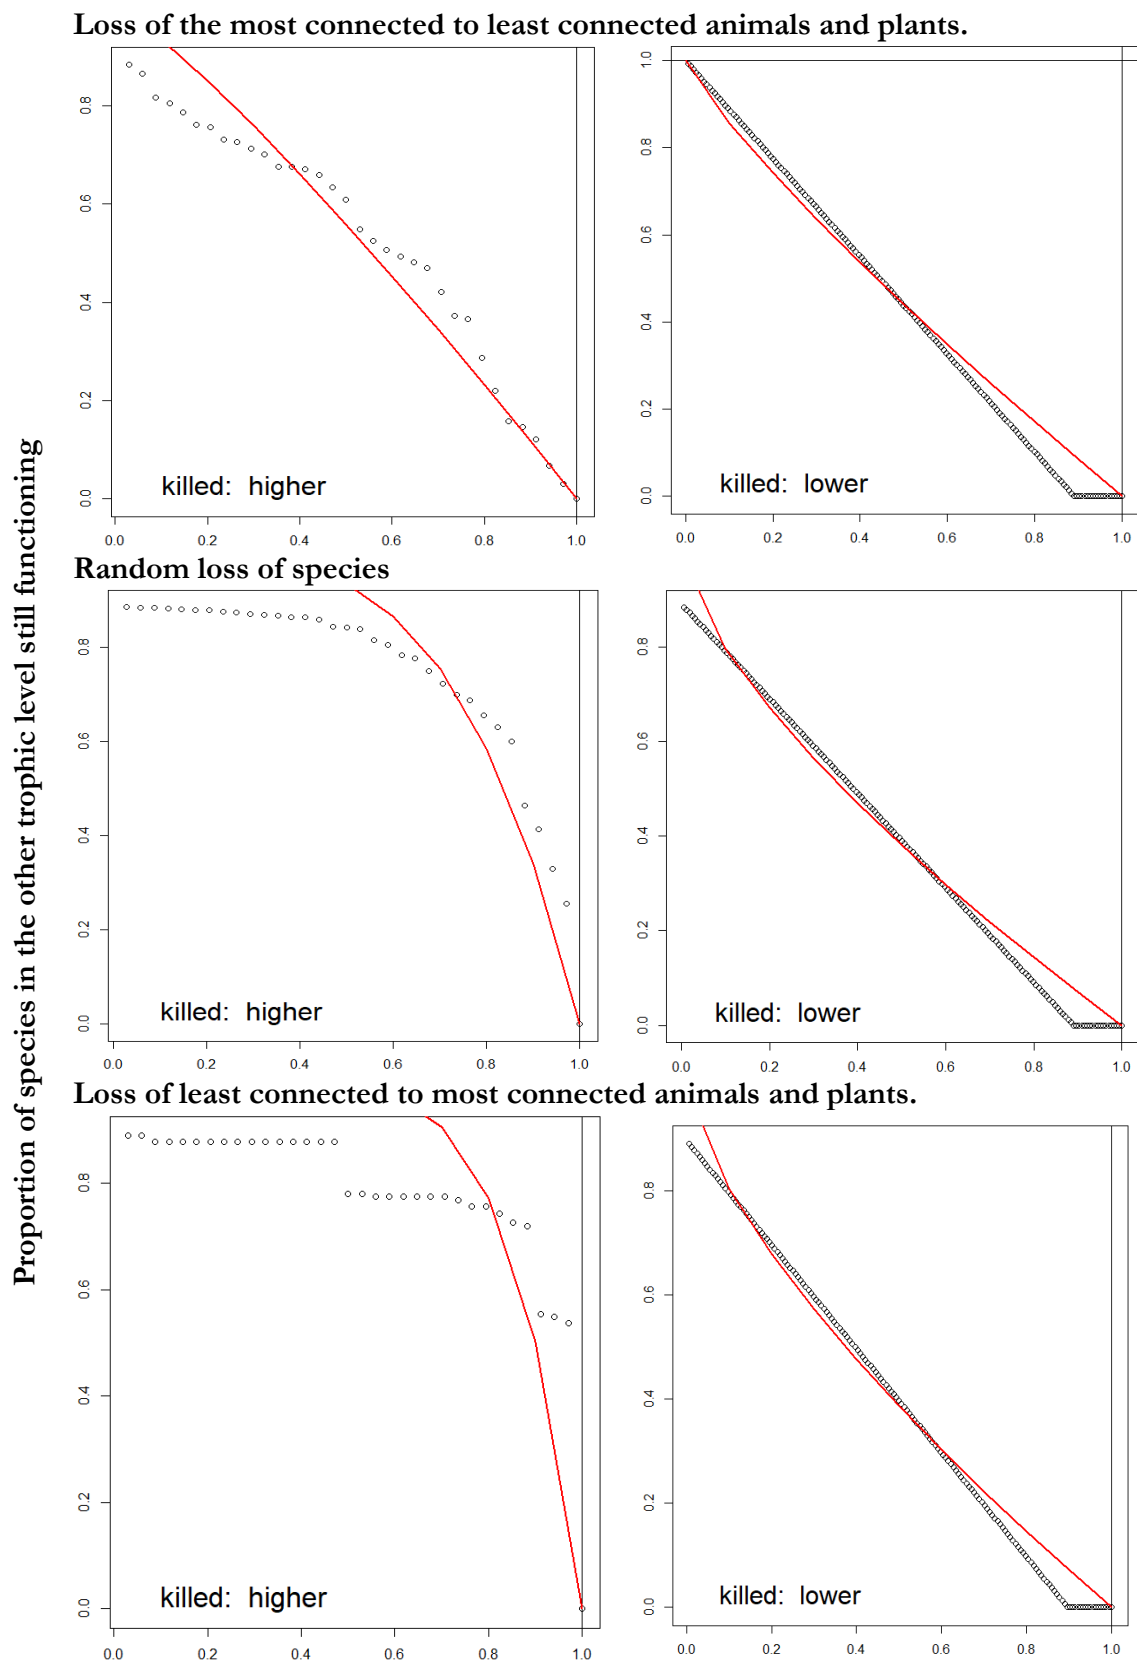 Loss of the most connected to least connected animals and plants.
Proportion of species in the other trophic level still functioning
0.8
0.6
0.4
0.2
0.0
killed: higher
0.0 0.2 0.4 0.6 0.8 1.0
1.0
0.8
0.6
0.4
0.2
0.0
killed: lower
0.0 0.2 0.4 0.6 0.8 1.0
Random loss of species
0.8
0.6
0.4
0.2
0.0
killed: higher
0.0 0.2 0.4 0.6 0.8 1.0
0.8
0.6
0.4
0.2
0.0
killed: lower
0.0 0.2 0.4 0.6 0.8 1.0
Loss of least connected to most connected animals and plants.
0.8
0.6
0.4
0.2
0.0
killed: higher
0.0 0.2 0.4 0.6 0.8 1.0
0.8
0.6
0.4
0.2
0.0
killed: lower
0.0 0.2 0.4 0.6 0.8 1.0